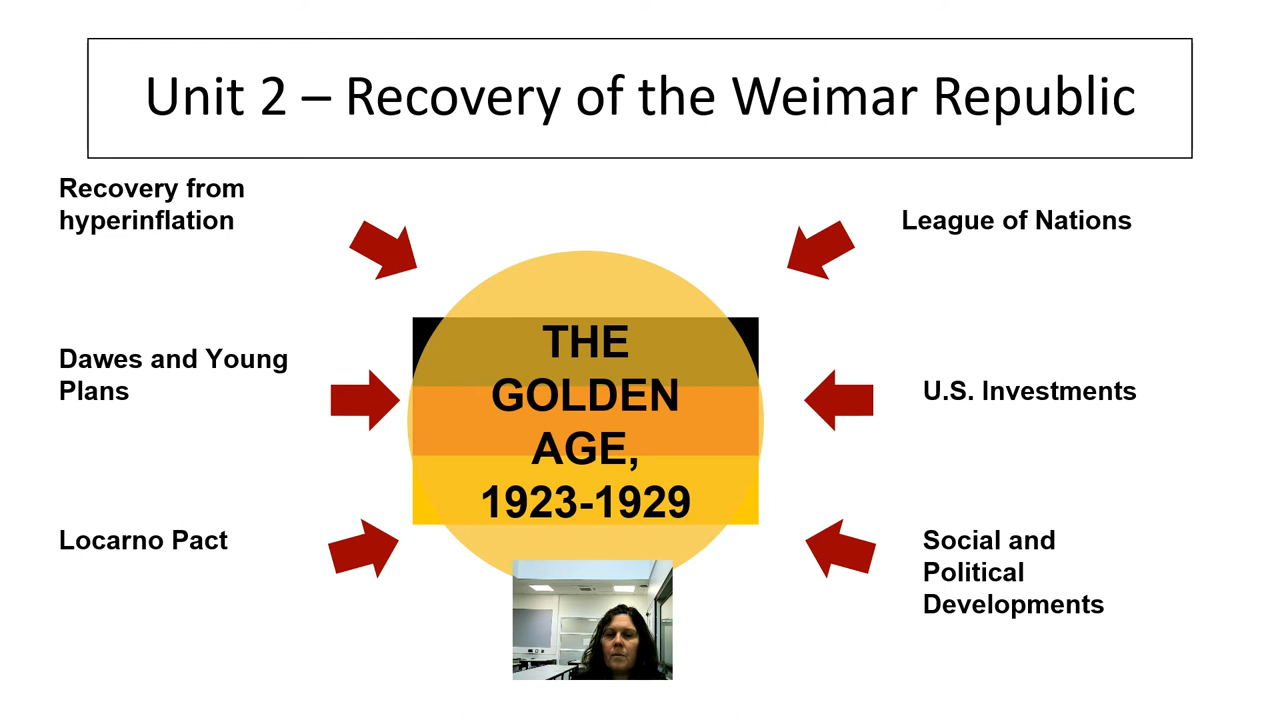 Unit 2 – Recovery of the Weimar Republic
Recovery from
hyperinflation
League of Nations
THE
GOLDEN
AGE,
1923-1929
Dawes and Young
Plans
U.S. Investments
Locarno Pact
Social and
Political
Developments